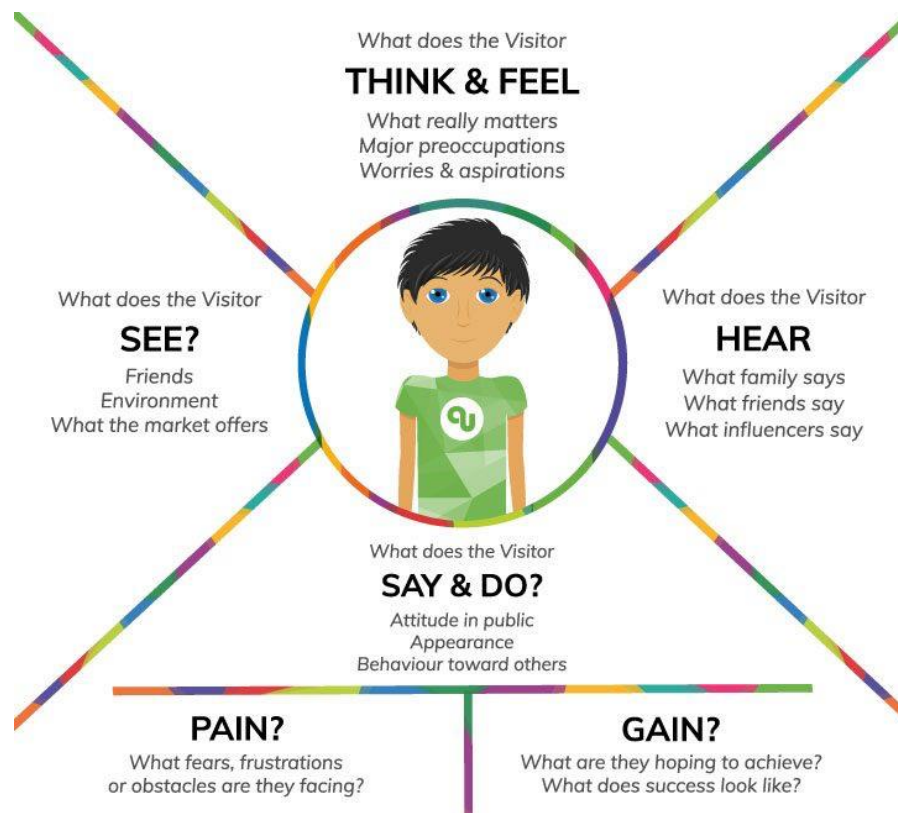 What does the Visitor
THINK & FEEL
What really matters
Major preoccupations
Worries & aspirations
What does the Visitor
SEE?
Friends
Environment
What the market offers
What does the Visitor
HEAR
What family says
What friends say
What influencers say
What does the Visitor
SAY & DO?
Attitude in public
Appearance
Behaviour toward others
PAIN?
What fears, frustrations
or obstacles are they facing?
GAIN?
What are they hoping to achieve?
What does success look like?